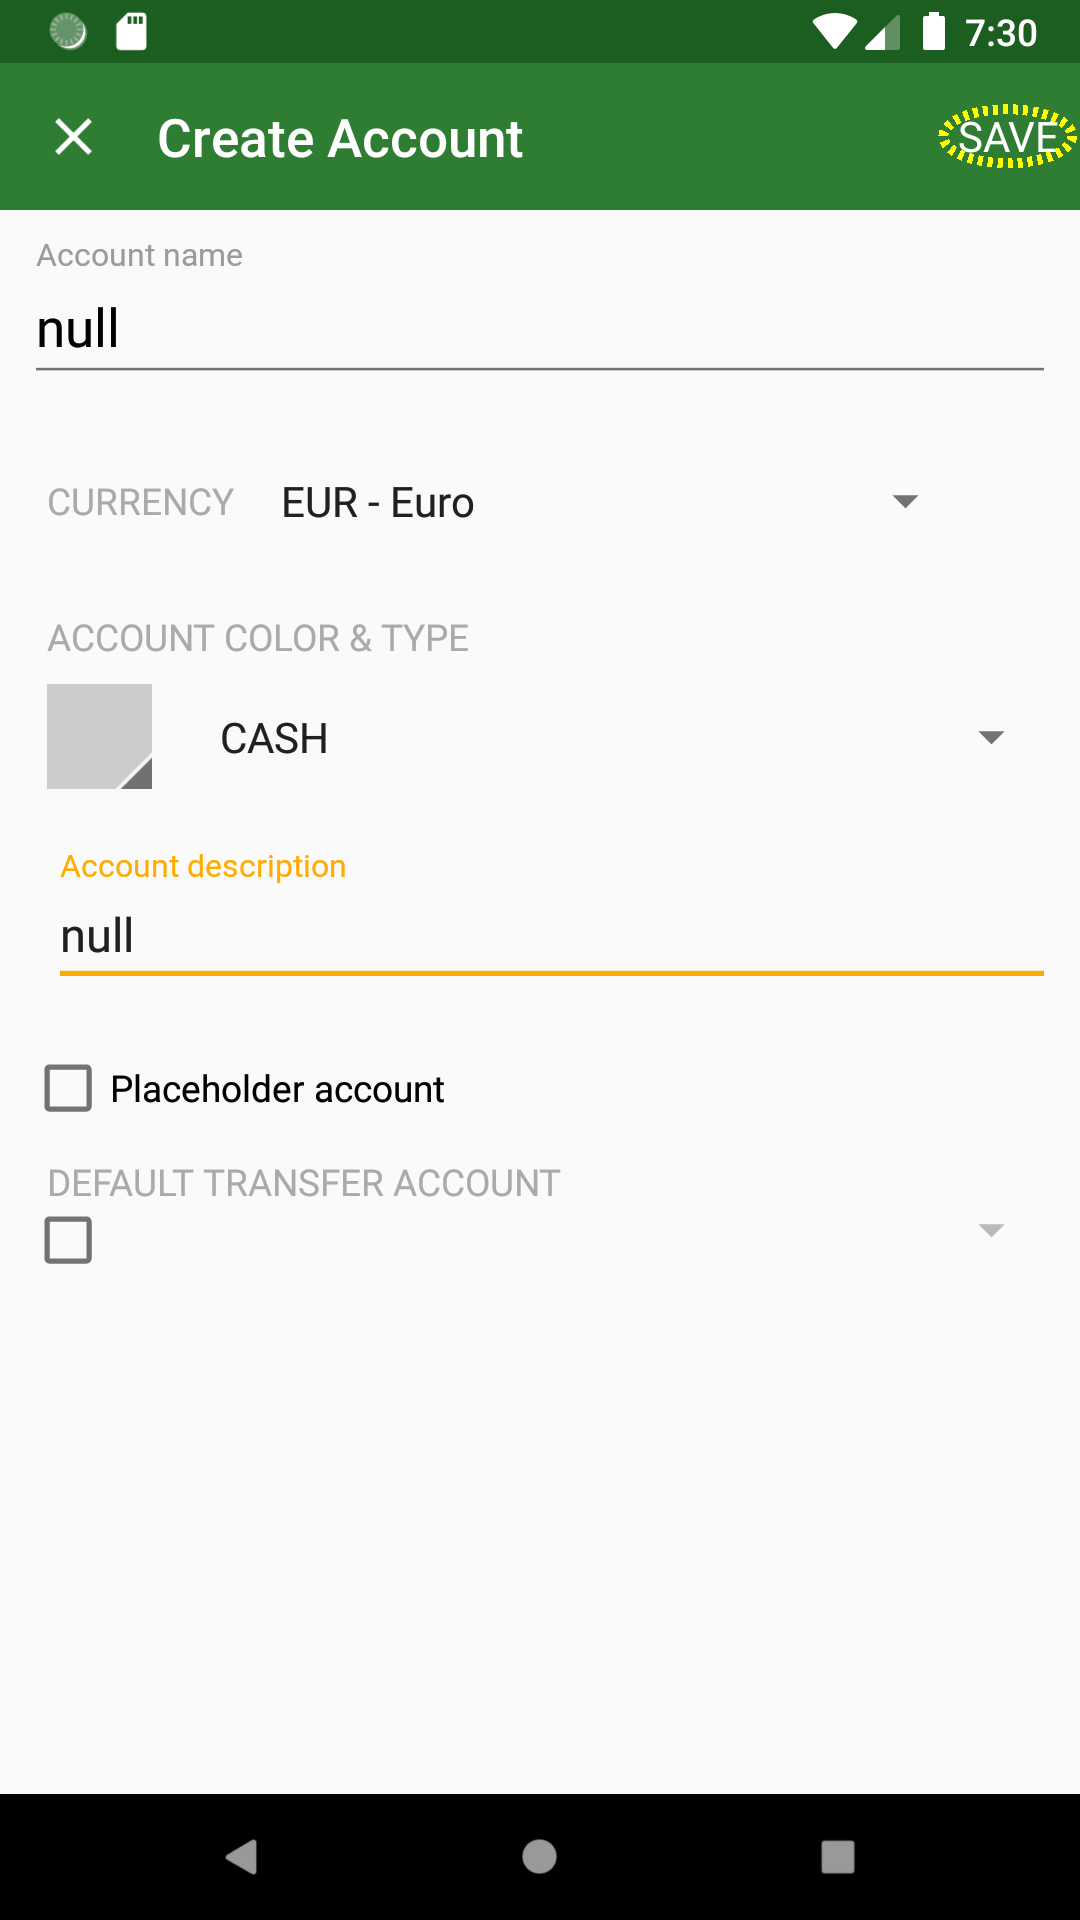 7:30
Create Account
SAVE
Account name
null
CURRENCY EUR - Euro
ACCOUNT COLOR & TYPE
CASH
Account description
null
Placeholder account
DEFAULT TRANSFER ACCOUNT